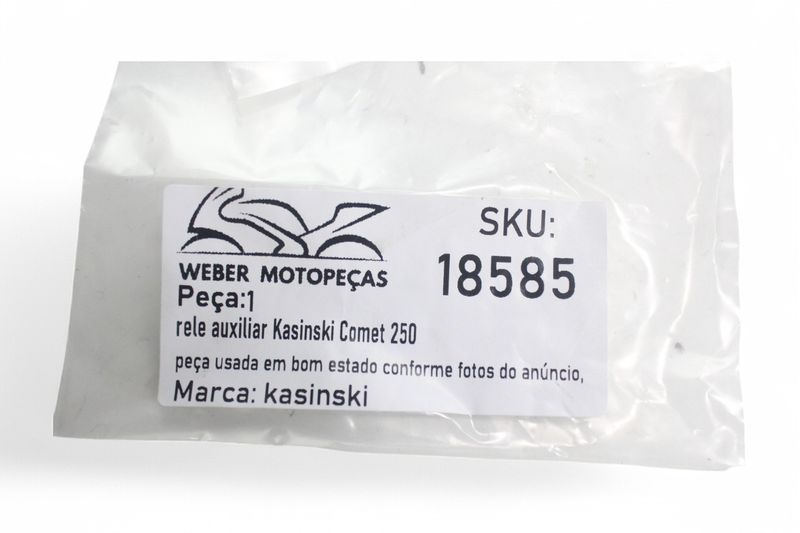 WEBER MOTOPEÇAS
SKU:
18585
Peça:1
rele auxiliar Kasinski Comet 250
peça usada em bom estado conforme fotos do anúncio,
Marca: kasinski